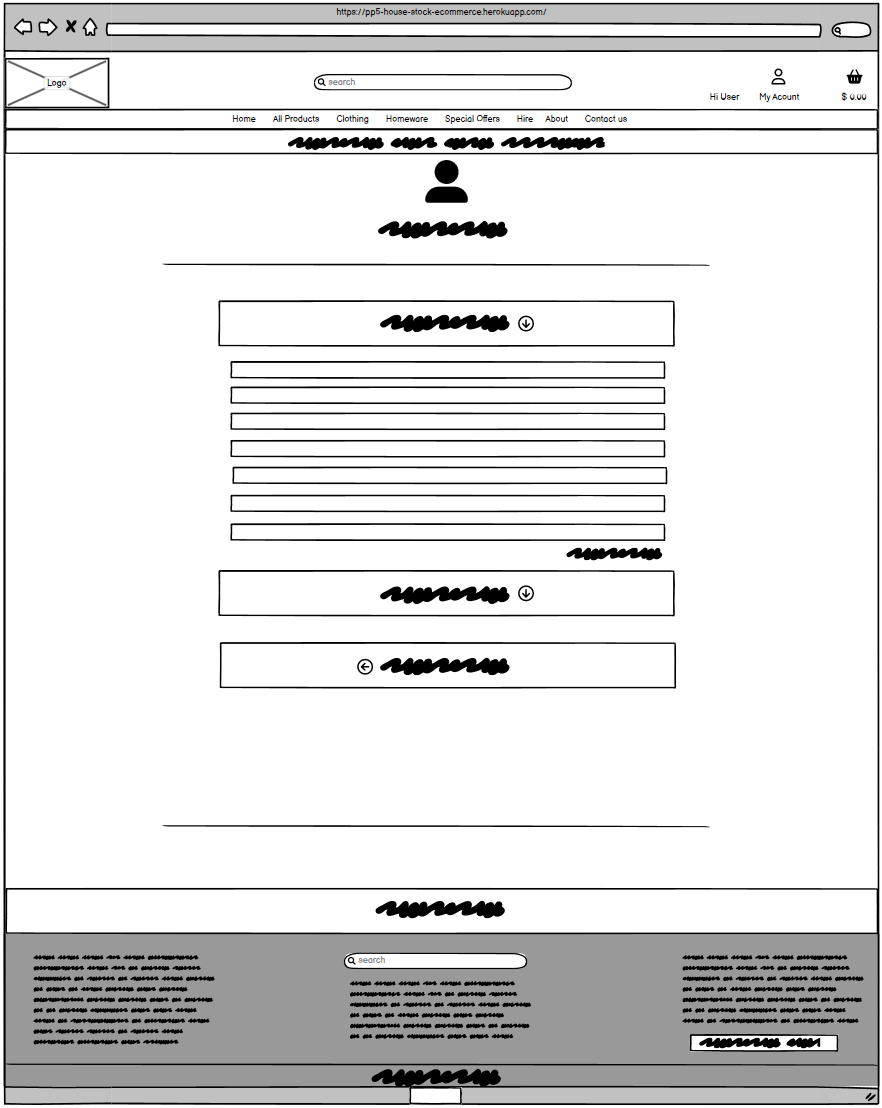 https://pp5-house-stock-ecommerce.herokuapp.com/
Logo
search
Hi User My Acount $ 0.00
Home All Products Clothing Homeware Special Offers Hire About Contact us
search